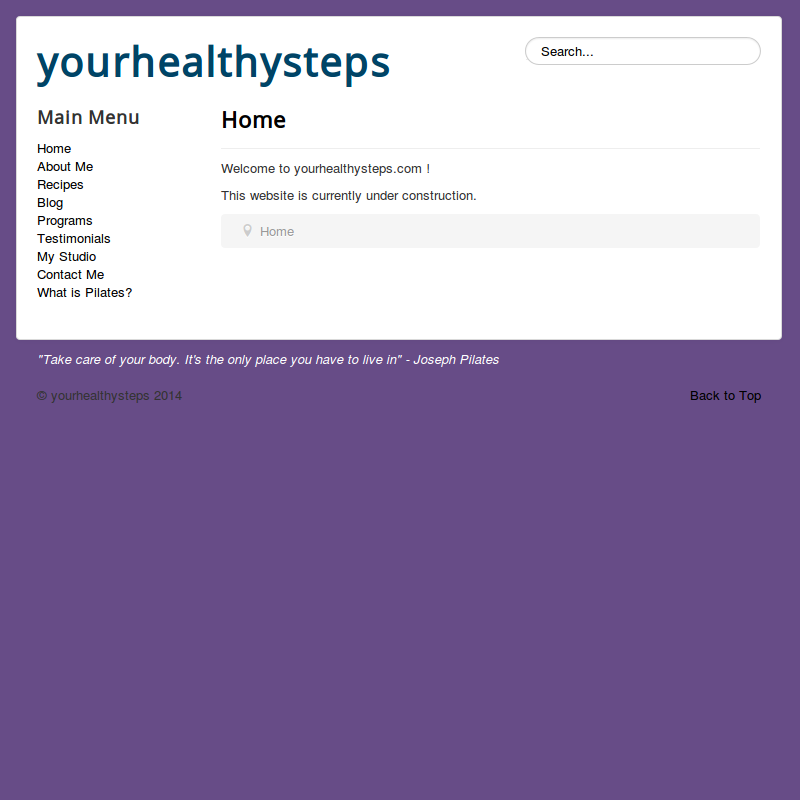 yourhealthysteps
Search...
Main Menu
Home
About Me
Recipes
Blog
Programs
Testimonials
My Studio
Contact Me
What is Pilates?
Home
Welcome to yourhealthysteps.com !
This website is currently under construction.
Home
"Take care of your body. It's the only place you have to live in" - Joseph Pilates
© yourhealthysteps 2014
Back to Top